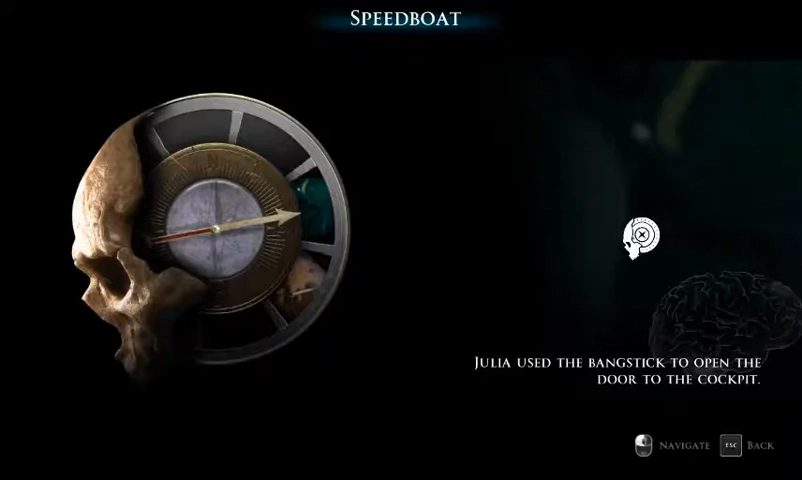 Speedboat
Julia used the bangstick to open the
door to the cockpit.
Navigate ESC Back